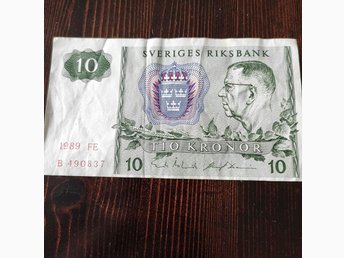 SVERIGES RIKSBANK
10
1989 FE
B 490837
TIO KRONOR
10
10